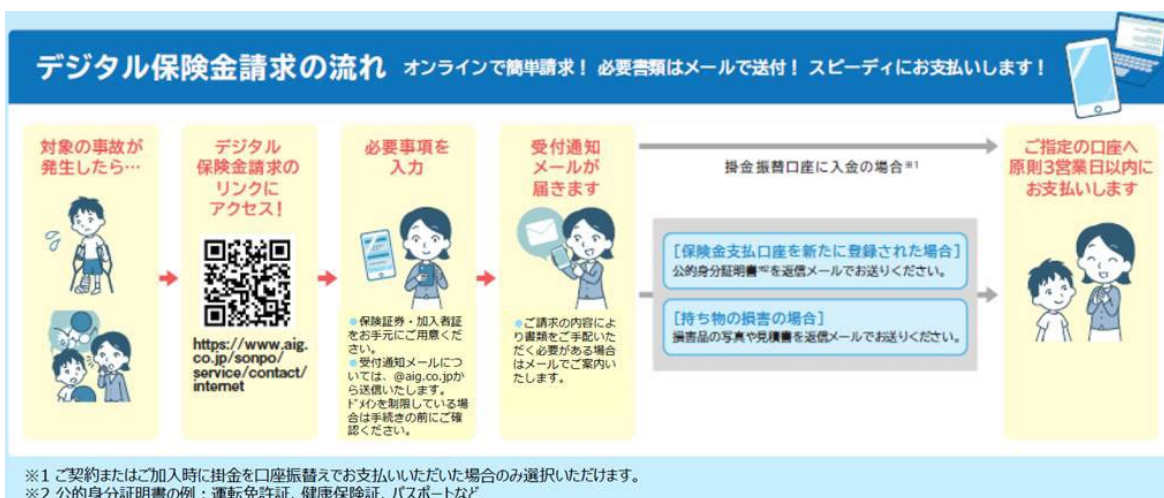 デジタル保険金請求の流れ オンラインで簡単請求! 必要書類はメールで送付! スピーディにお支払いします!
対象の事故が
発生したら…
デジタル
保険金請求の
リンクに
アクセス!
https://www.aig.
co.jp/sonpo/
service/contact/
internet
必要事項を
入力
●保険証券・加入者証
をお手元にご用意くだ
さい。
●受付通知メールにつ
いては、@aig.co.jpか
ら送信いたします。
ドメインを制限している場
合は手続きの前にご確
認ください。
受付通知
メールが
届きます
●ご請求の内容によ
り書類をご手配いた
だく必要がある場合
はメールでご案内い
たします。
掛金振替口座に入金の場合※1
[保険金支払口座を新たに登録された場合]
公的身分証明書※2を返信メールでお送りください。
[持ち物の損害の場合]
損害品の写真や見積書を返信メールでお送りください。
ご指定の口座へ
原則3営業日以内に
お支払いします
※1 ご契約またはご加入時に掛金を口座振替えでお支払いいただいた場合のみ選択いただけます。
※2 公的身分証明書の例:運転免許証、健康保険証、パスポートなど